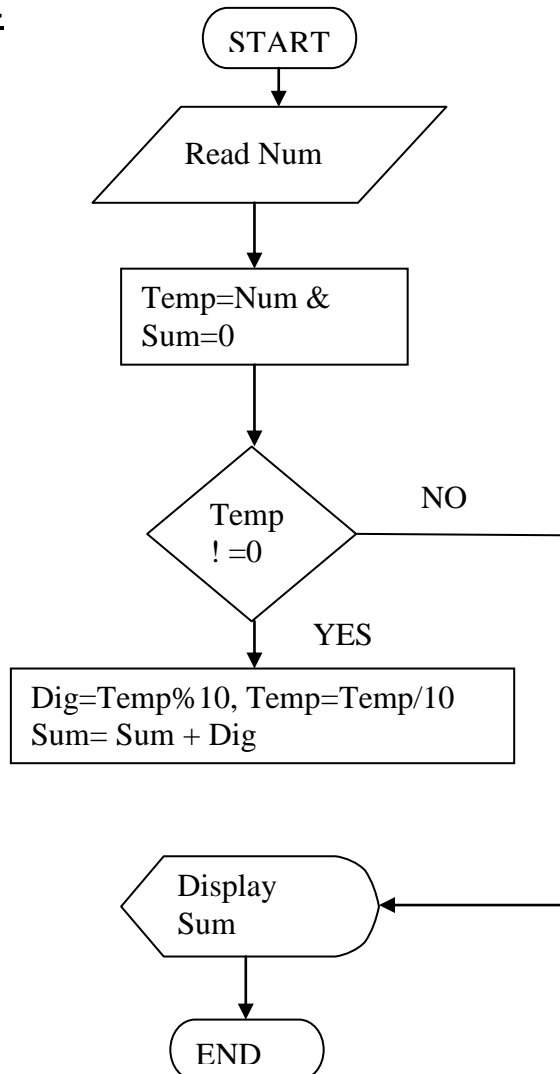 START
Read Num
Temp=Num &
Sum=0
Temp
! =0
NO
YES
Dig=Temp%10, Temp=Temp/10
Sum= Sum + Dig
Display
Sum
END